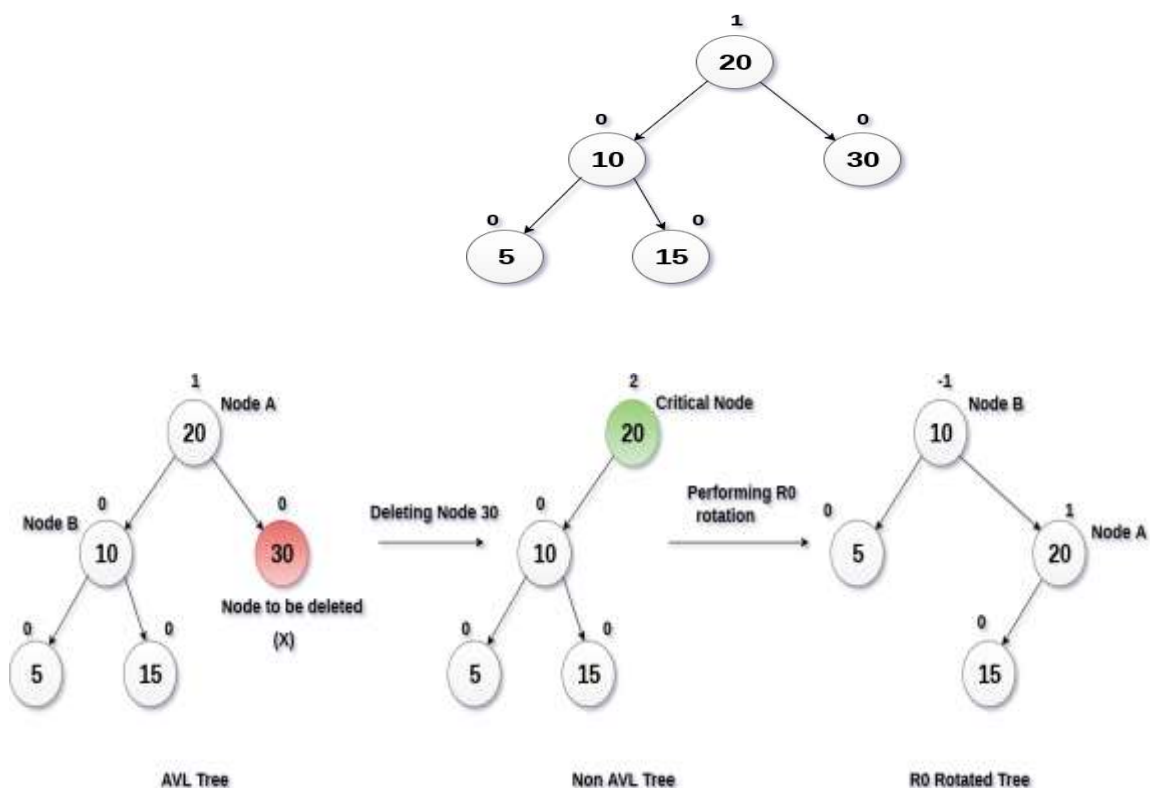 1
20
0 0
10 30
0 0
5 15
1
Node A
20
0 0
Node B
10 30
Node to be deleted
(X)
0 0
5 15
AVL Tree
Deleting Node 30
2
Critical Node
20
0
10
0 0
5 15
Non AVL Tree
Performing R0
rotation
-1
Node B
10
0 1
Node A
5 20
0
15
R0 Rotated Tree